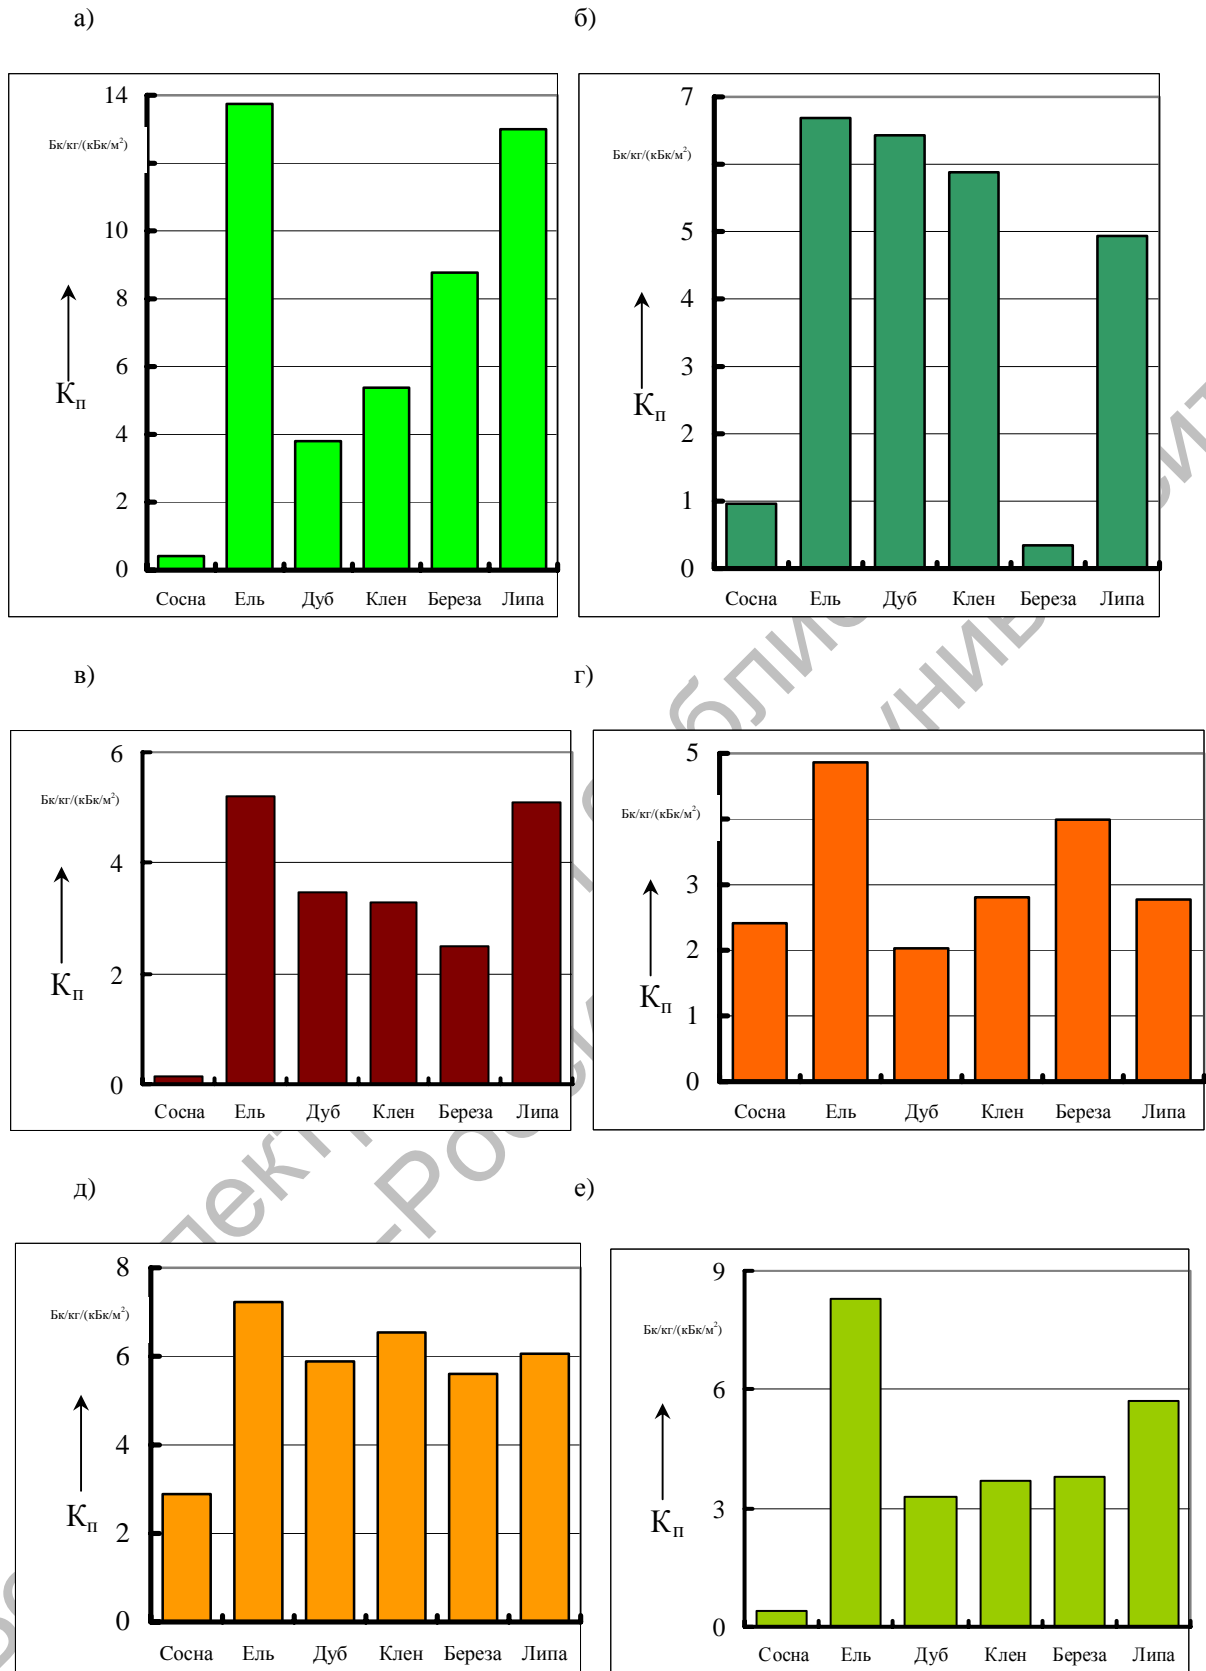 а)
б)
14
10
8
6
4
2
0
Бк/кг/(кБк/м²)
Кп
Сосна Ель Дуб Клен Береза Липа
7
5
4
3
2
1
0
Бк/кг/(кБк/м²)
Кп
Сосна Ель Дуб Клен Береза Липа
в)
г)
6
4
2
0
Бк/кг/(кБк/м²)
Кп
Сосна Ель Дуб Клен Береза Липа
5
3
2
1
0
Бк/кг/(кБк/м²)
Кп
Сосна Ель Дуб Клен Береза Липа
д)
е)
8
6
4
2
0
Бк/кг/(кБк/м²)
Кп
Сосна Ель Дуб Клен Береза Липа
9
6
3
0
Бк/кг/(кБк/м²)
Кп
Сосна Ель Дуб Клен Береза Липа